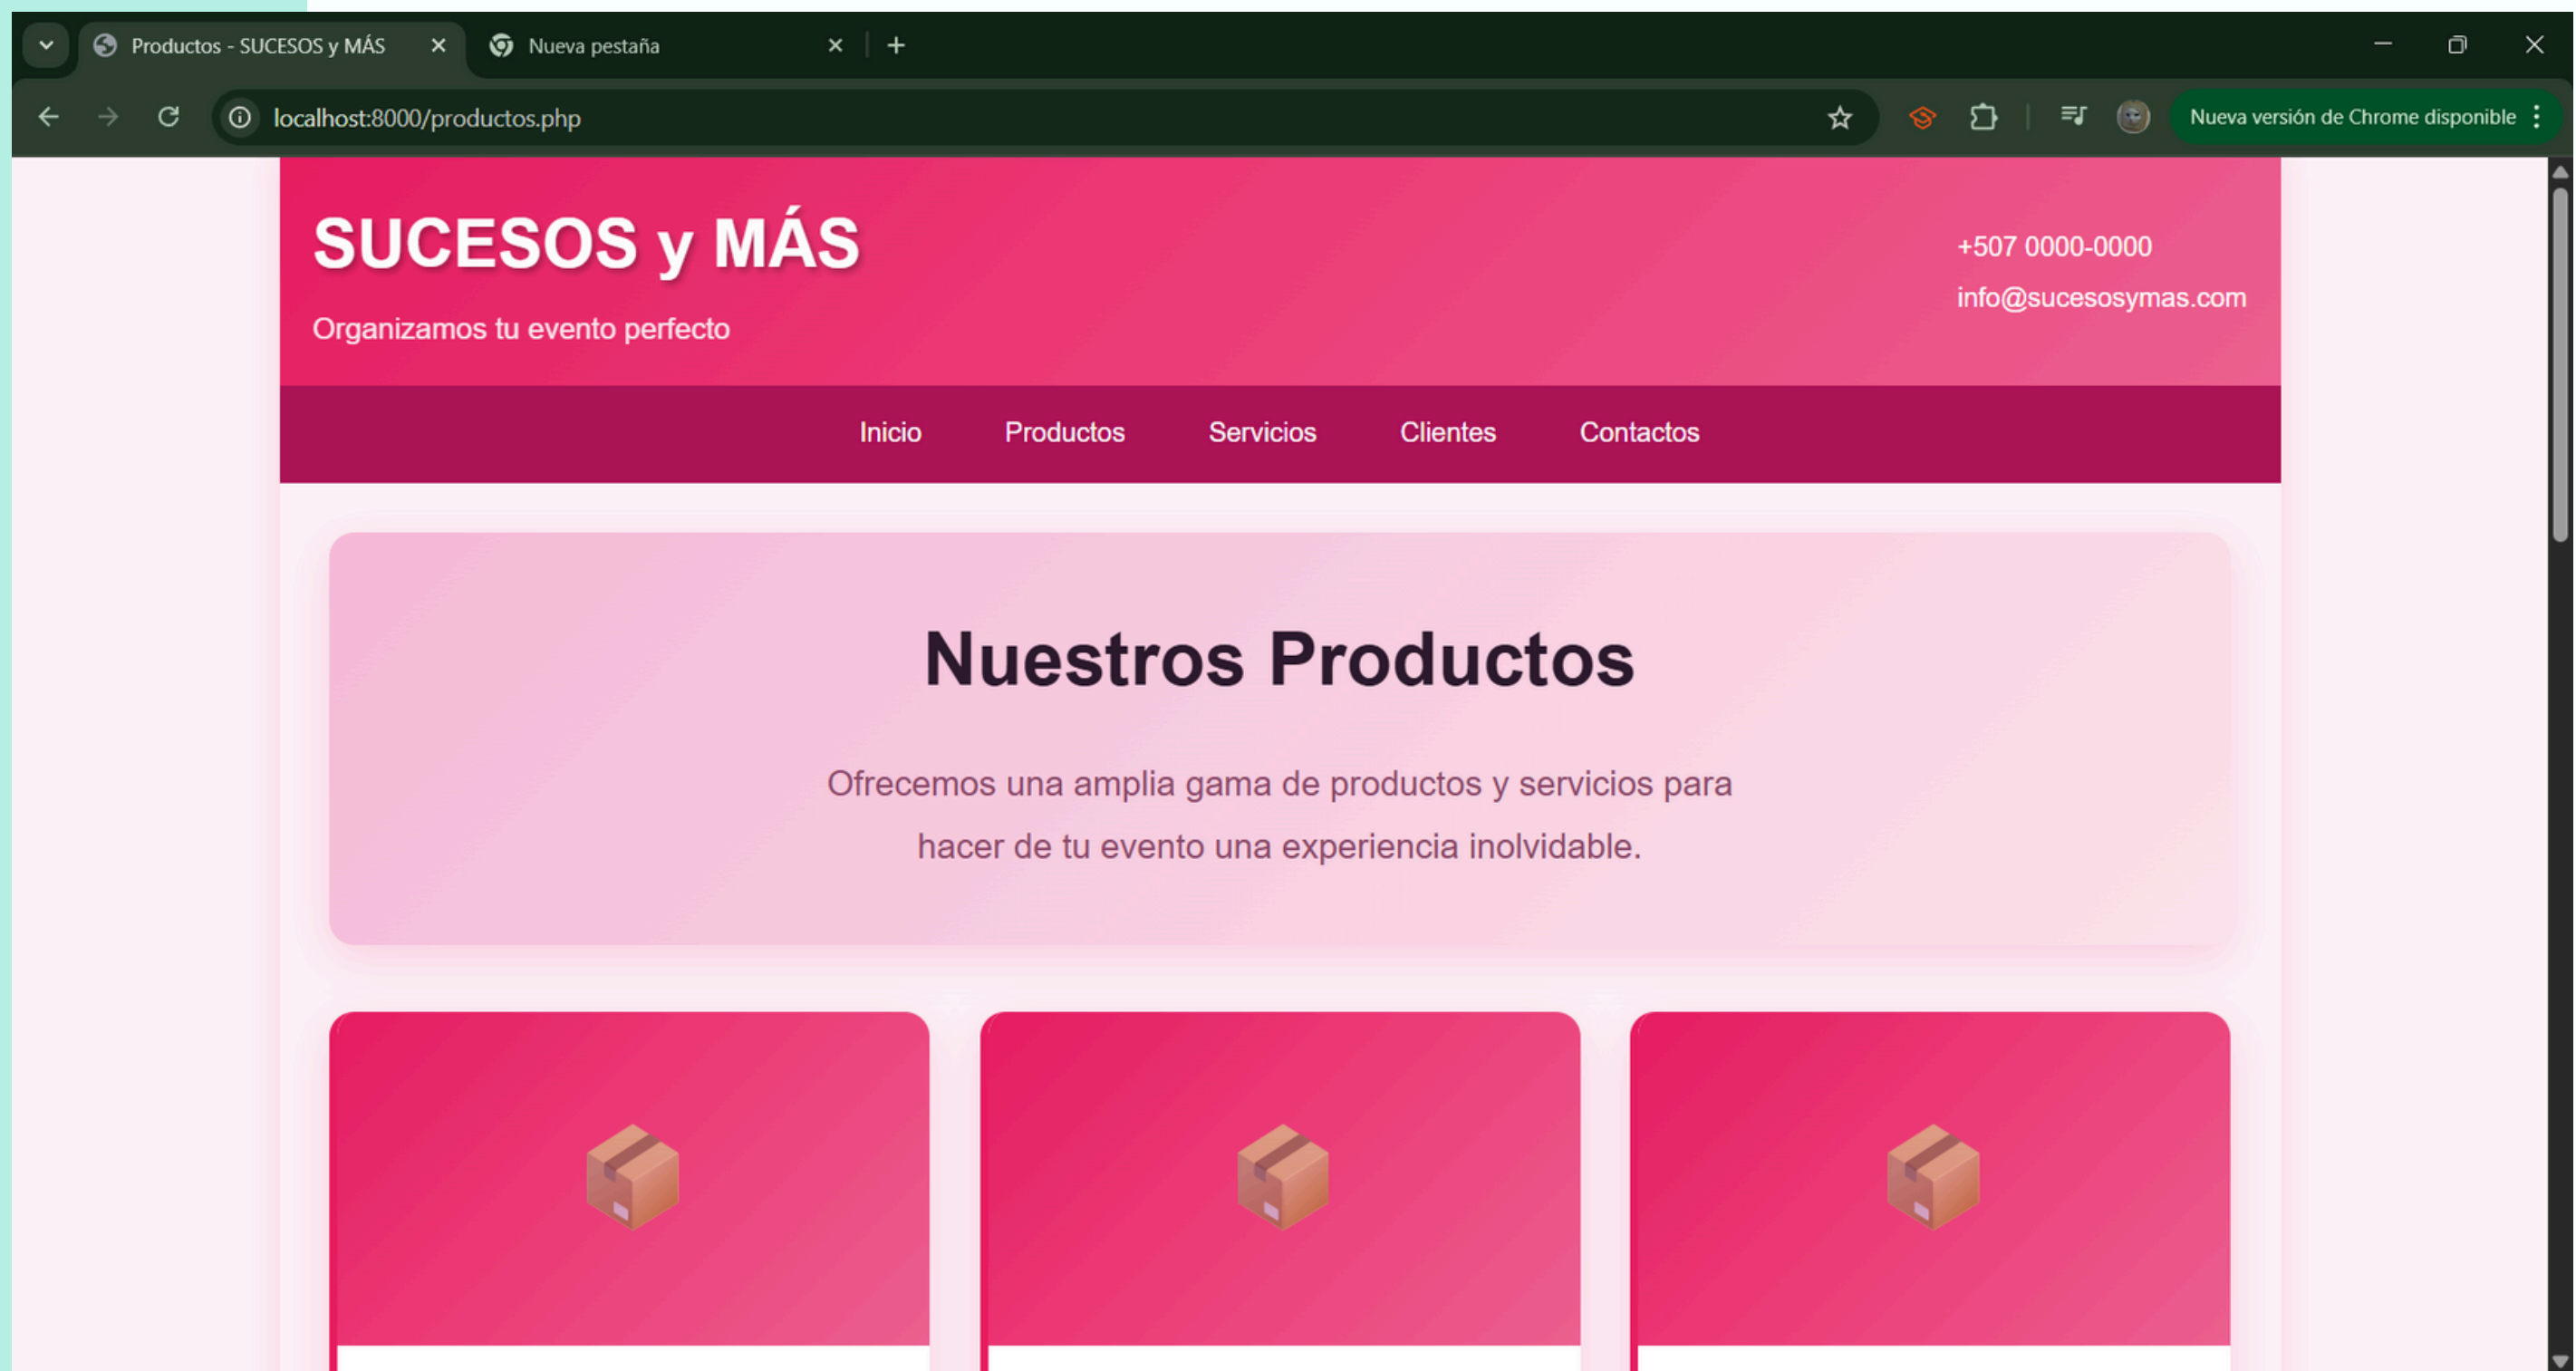 Productos - SUCESOS y MÁS
Nueva pestaña
localhost:8000/productos.php
Nueva versión de Chrome disponible
SUCESOS y MÁS
Organizamos tu evento perfecto
+507 0000-0000
info@sucesosymas.com
Inicio Productos Servicios Clientes Contactos
Nuestros Productos
Ofrecemos una amplia gama de productos y servicios para
hacer de tu evento una experiencia inolvidable.